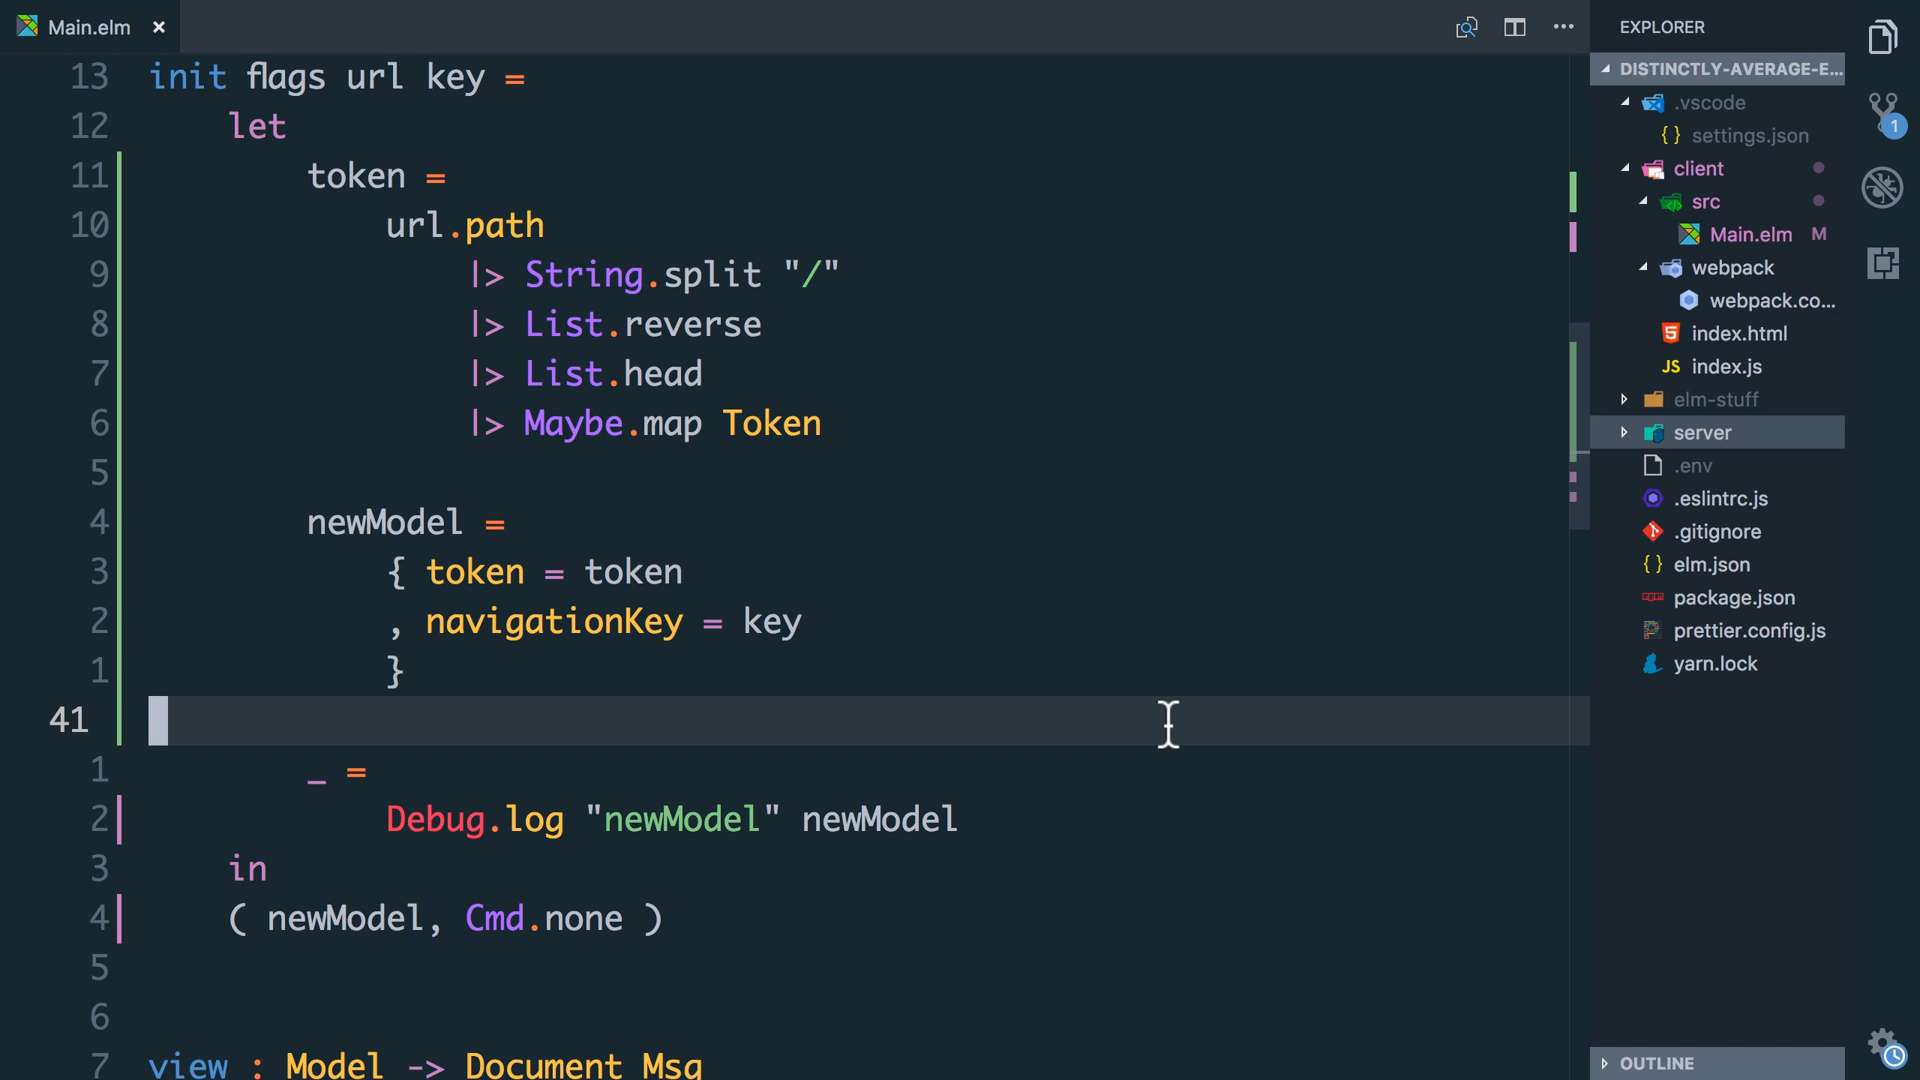 Main.elm ×
13 init flags url key =
12 let
11 token =
10 url.path
9 |> String.split "/"
8 |> List.reverse
7 |> List.head
6 |> Maybe.map Token
5
4 newModel =
3 { token = token
2 , navigationKey = key
1 }
41
1 _ =
2 Debug.log "newModel" newModel
3 in
4 ( newModel, Cmd.none )
5
6
7 view : Model -> Document Msg
EXPLORER
DISTINCTLY-AVERAGE-E...
.vscode
{ } settings.json
client
src
Main.elm M
webpack
webpack.co...
5 index.html
JS index.js
elm-stuff
server
.env
.eslintrc.js
.gitignore
{ } elm.json
package.json
prettier.config.js
yarn.lock
OUTLINE
1